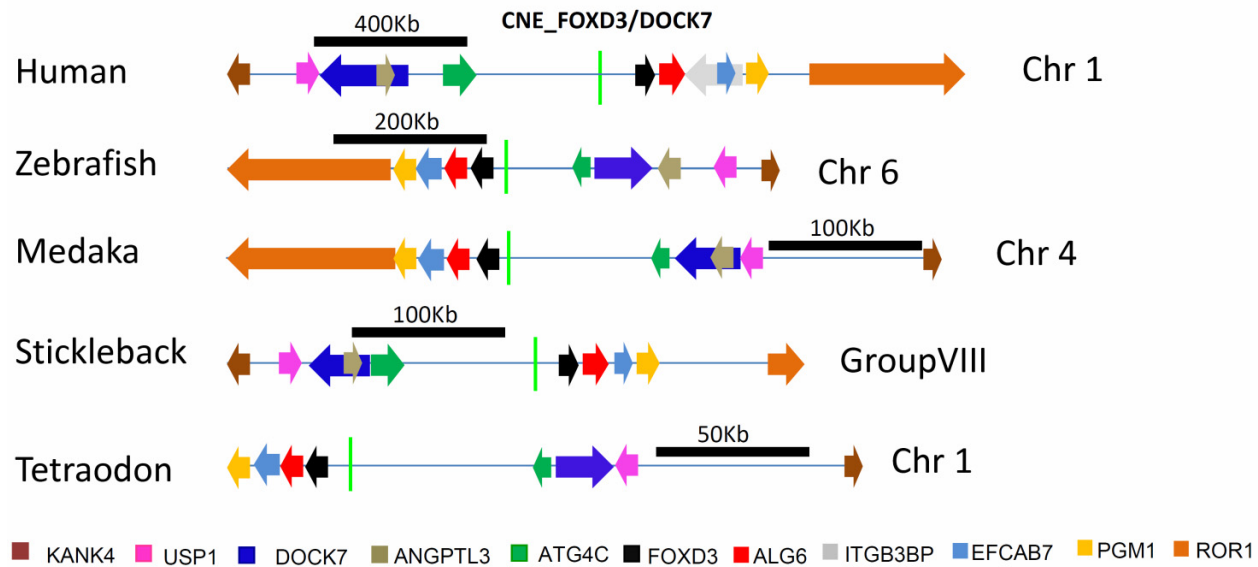 400Kb CNE_FOXD3/DOCK7
Human Chr 1
200Kb
Zebrafish Chr 6
100Kb
Medaka Chr 4
100Kb
Stickleback GroupVIII
50Kb
Tetraodon Chr 1
KANK4 USP1 DOCK7 ANGPTL3 ATG4C FOXD3 ALG6 ITGB3BP EFCAB7 PGM1 ROR1